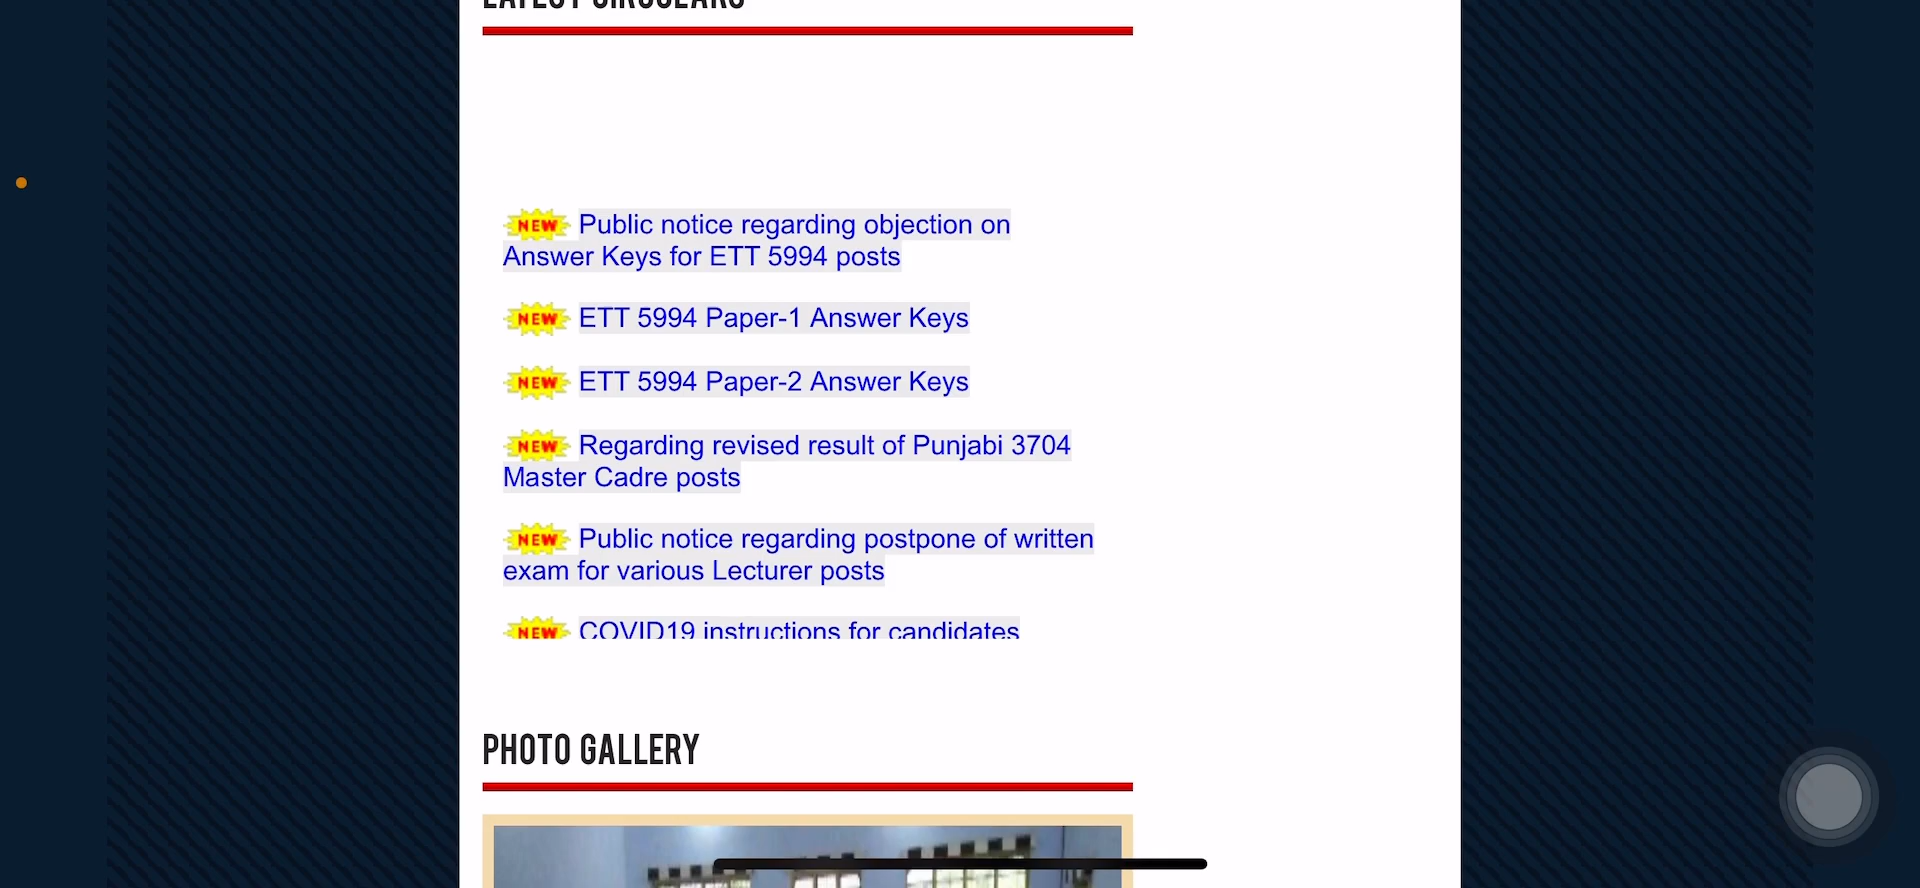 LATEST CIRCULARS
NEW Public notice regarding objection on
Answer Keys for ETT 5994 posts
NEW ETT 5994 Paper-1 Answer Keys
NEW ETT 5994 Paper-2 Answer Keys
NEW Regarding revised result of Punjabi 3704
Master Cadre posts
NEW Public notice regarding postpone of written
exam for various Lecturer posts
NEW COVID19 instructions for candidates
PHOTO GALLERY